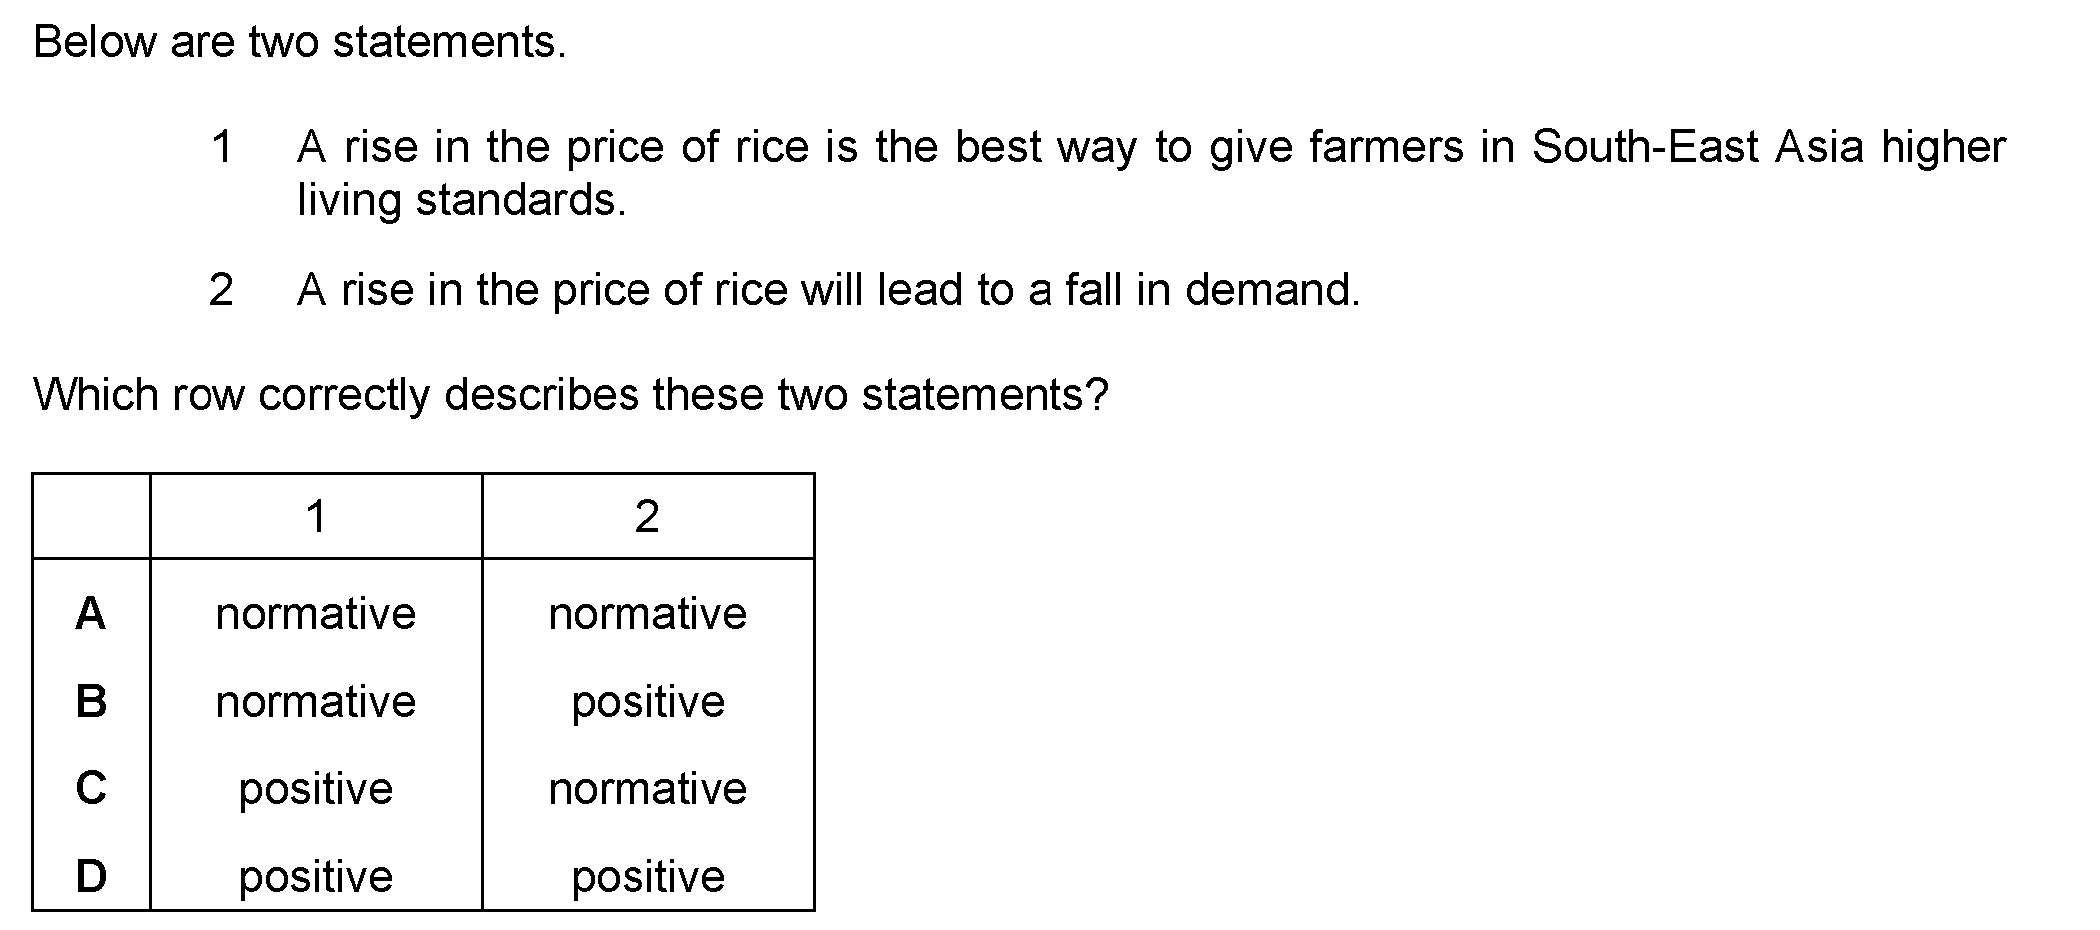 Below are two statements.
1 A rise in the price of rice is the best way to give farmers in South-East Asia higher
living standards.
2 A rise in the price of rice will lead to a fall in demand.
Which row correctly describes these two statements?
1 2
A normative normative
B normative positive
C positive normative
D positive positive